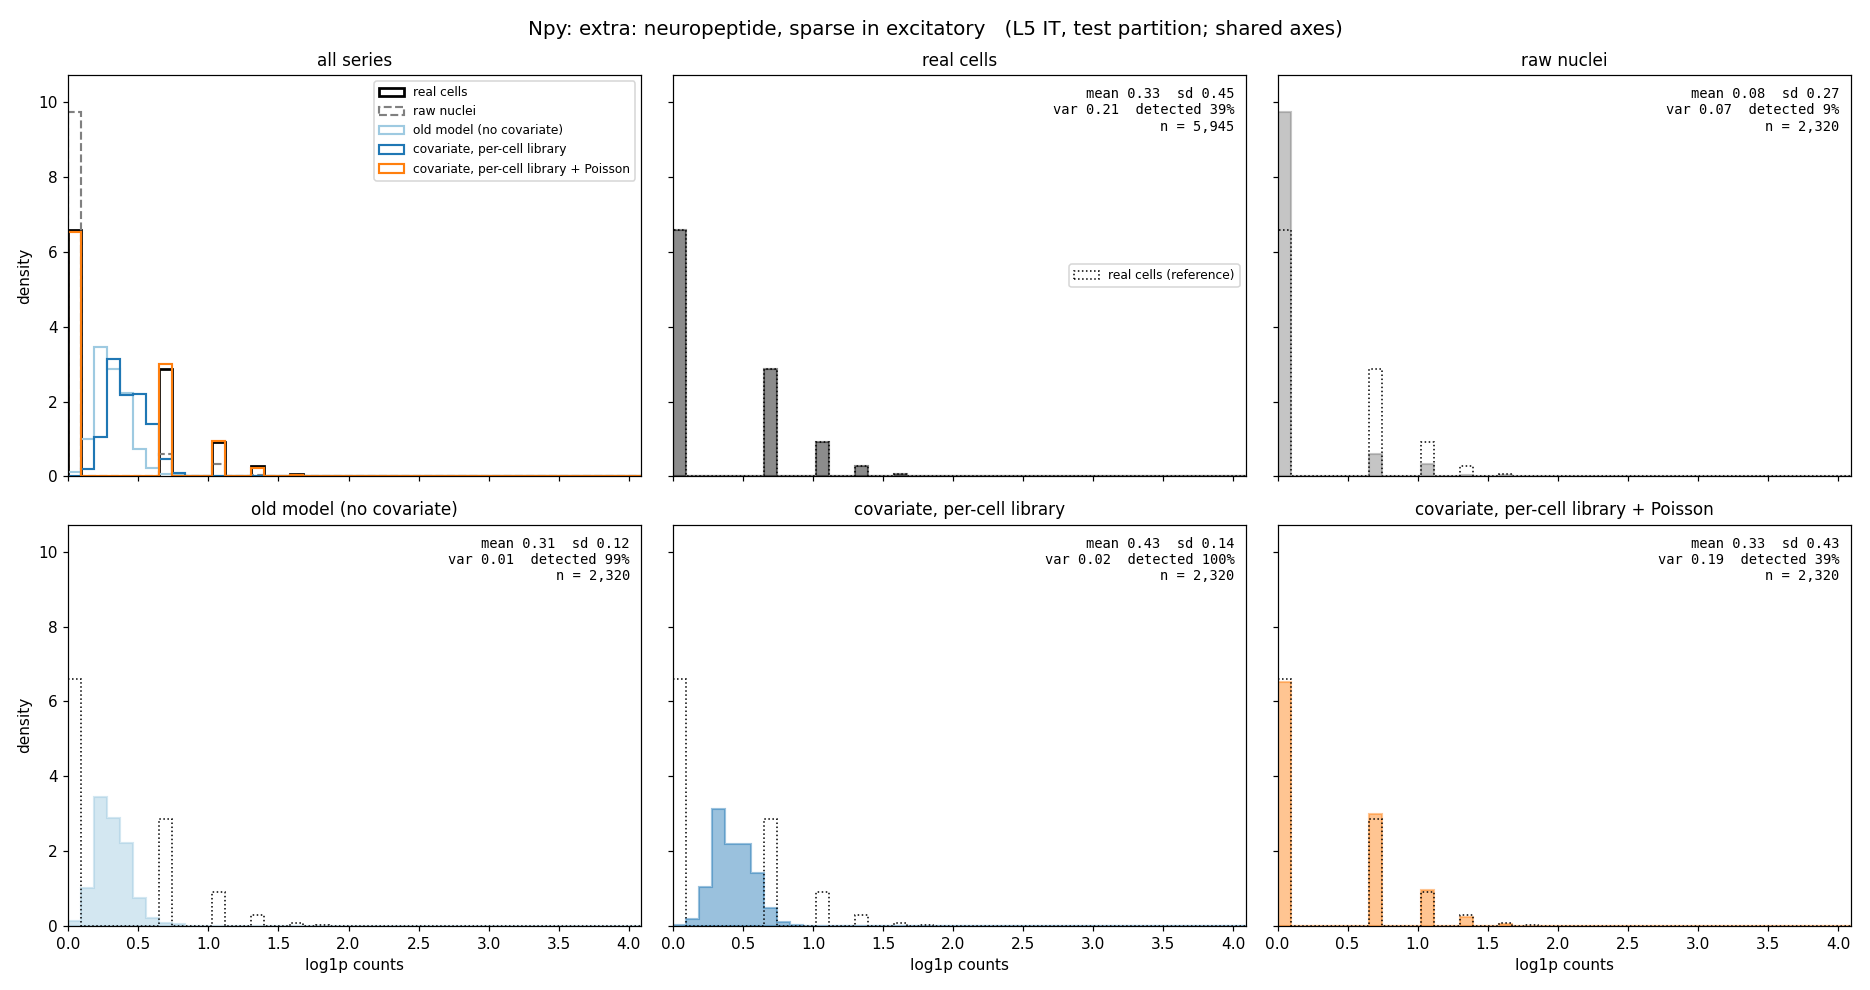 Npy: extra: neuropeptide, sparse in excitatory   (L5 IT, test partition; shared axes)
all series
real cells
raw nuclei
density
10
8
6
4
2
0
real cells
raw nuclei
old model (no covariate)
covariate, per-cell library
covariate, per-cell library + Poisson
mean 0.33  sd 0.45
var 0.21  detected 39%
n = 5,945
real cells (reference)
mean 0.08  sd 0.27
var 0.07  detected 9%
n = 2,320
old model (no covariate)
covariate, per-cell library
covariate, per-cell library + Poisson
density
10
8
6
4
2
0
mean 0.31  sd 0.12
var 0.01  detected 99%
n = 2,320
mean 0.43  sd 0.14
var 0.02  detected 100%
n = 2,320
mean 0.33  sd 0.43
var 0.19  detected 39%
n = 2,320
0.0 0.5 1.0 1.5 2.0 2.5 3.0 3.5 4.0
0.0 0.5 1.0 1.5 2.0 2.5 3.0 3.5 4.0
0.0 0.5 1.0 1.5 2.0 2.5 3.0 3.5 4.0
log1p counts
log1p counts
log1p counts